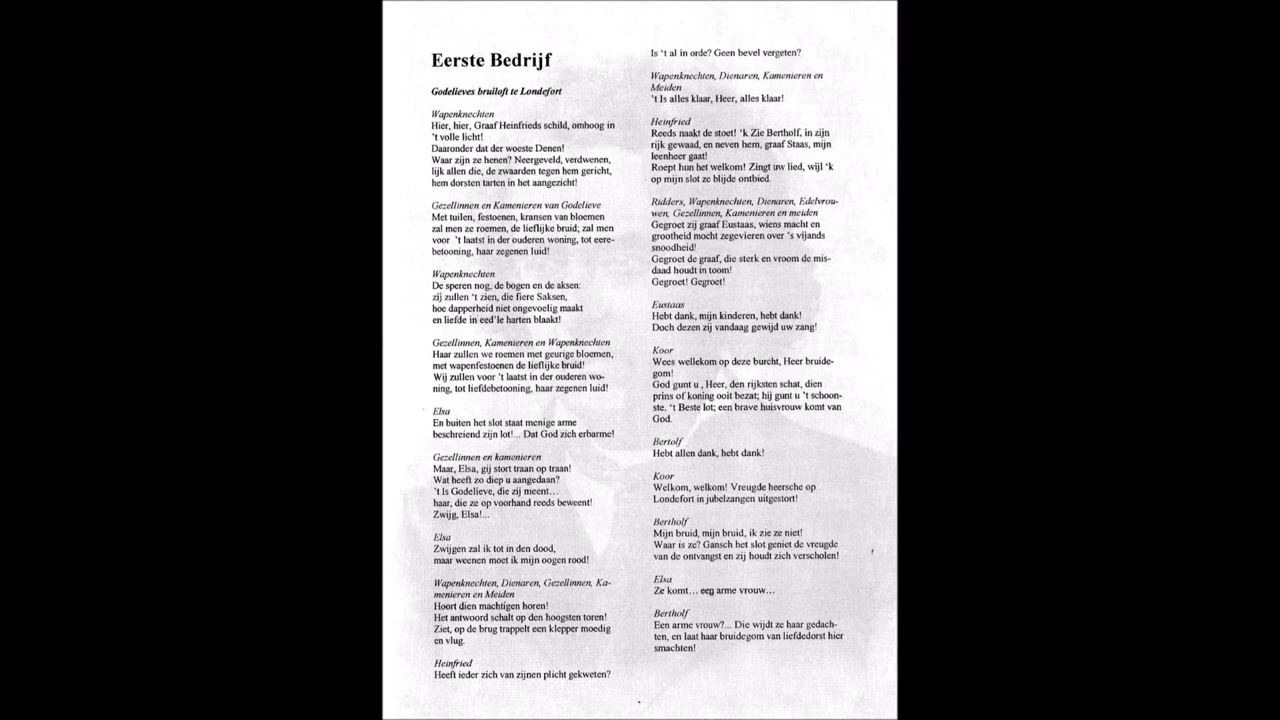 Eerste Bedrijf
Godelieves bruiloft te Londefort
Wapenknechten
Hier, hier, Graaf Heinfrieds schild, omhoog in
't volle licht!
Daaronder dat der woeste Denen!
Waar zijn ze henen? Neergeveld, verdwenen,
lijk allen die, de zwaarden tegen hem gericht,
hem dorsten tarten in het aangezicht!
Gezellinnen en Kamenieren van Godelieve
Met tuilen, festoenen, kransen van bloemen
zal men ze roemen, de lieflijke bruid; zal men
voor 't laatst in der ouderen woning, tot eere-
betooning, haar zegenen luid!
Wapenknechten
De speren nog, de bogen en de aksen:
zij zullen 't zien, die fiere Saksen,
hoe dapperheid niet ongevoelig maakt
en liefde in eed'le harten blaakt!
Gezellinnen, Kamenieren en Wapenknechten
Haar zullen we roemen met geurige bloemen,
met wapenfestoenen de lieflijke bruid!
Wij zullen voor 't laatst in der ouderen wo-
ning, tot liefdebetooning, haar zegenen luid!
Elsa
En buiten het slot staat menige arme
beschreiend zijn lot!... Dat God zich erbarme!
Gezellinnen en kamenieren
Maar, Elsa, gij stort traan op traan!
Wat heeft zo diep u aangedaan?
't Is Godelieve, die zij meent...
haar, die ze op voorhand reeds beweent!
Zwijg, Elsa!...
Elsa
Zwijgen zal ik tot in den dood,
maar weenen moet ik mijn oogen rood!
Wapenknechten, Dienaren, Gezellinnen, Ka-
menieren en Meiden
Hoort dien machtigen horen!
Het antwoord schalt op den hoogsten toren!
Ziet, op de brug trappelt een klepper moedig
en vlug.
Heinfried
Heeft ieder zich van zijnen plicht gekweten?
Is 't al in orde? Geen bevel vergeten?
Wapenknechten, Dienaren, Kamenieren en
Meiden
't Is alles klaar, Heer, alles klaar!
Heinfried
Reeds naakt de stoet! 'k Zie Bertholf, in zijn
rijk gewaad, en neven hem, graaf Staas, mijn
leenheer gaat!
Roept hun het welkom! Zingt uw lied, wijl 'k
op mijn slot ze blijde ontbied.
Ridders, Wapenknechten, Dienaren, Edelvrou-
wen, Gezellinnen, Kamenieren en meiden
Gegroet zij graaf Eustaas, wiens macht en
grootheid mocht zegevieren over 's vijands
snoodheid!
Gegroet de graaf, die sterk en vroom de mis-
daad houdt in toom!
Gegroet! Gegroet!
Eustaas
Hebt dank, mijn kinderen, hebt dank!
Doch dezen zij vandaag gewijd uw zang!
Koor
Wees wellekom op deze burcht, Heer bruide-
gom!
God gunt u , Heer, den rijksten schat, dien
prins of koning ooit bezat; hij gunt u 't schoon-
ste. 't Beste lot; een brave huisvrouw komt van
God.
Bertolf
Hebt allen dank, hebt dank!
Koor
Welkom, welkom! Vreugde heersche op
Londefort in jubelzangen uitgestort!
Bertholf
Mijn bruid, mijn bruid, ik zie ze niet!
Waar is ze? Gansch het slot geniet de vreugde
van de ontvangst en zij houdt zich verscholen!
Elsa
Ze komt... een arme vrouw...
Bertholf
Een arme vrouw?... Die wijdt ze haar gedach-
ten, en laat haar bruidegom van liefdedorst hier
smachten!